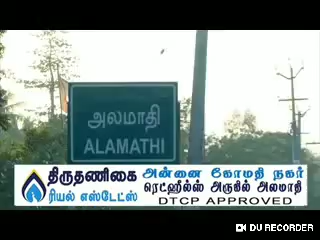 அலமாதி
ALAMATHI
திருதணிகை
ரியல் எஸ்டேட்ஸ்
அன்னை கோமதி நகர்
ரெட்ஹில்ஸ் அருகில் அலமாதி
DTCP APPROVED
DU RECORDER